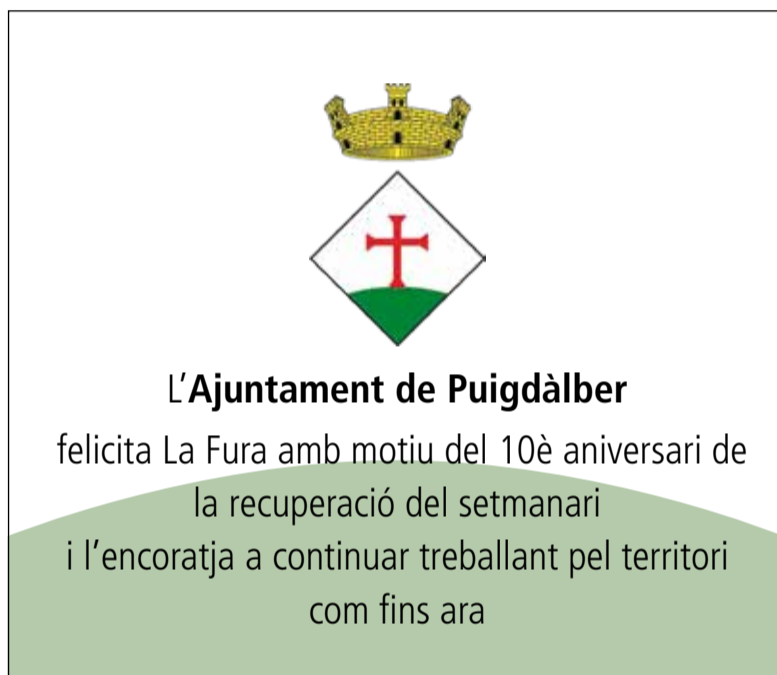 L'Ajuntament de Puigdàlber
felicita La Fura amb motiu del 10è aniversari de
la recuperació del setmanari
i l'encoratja a continuar treballant pel territori
com fins ara